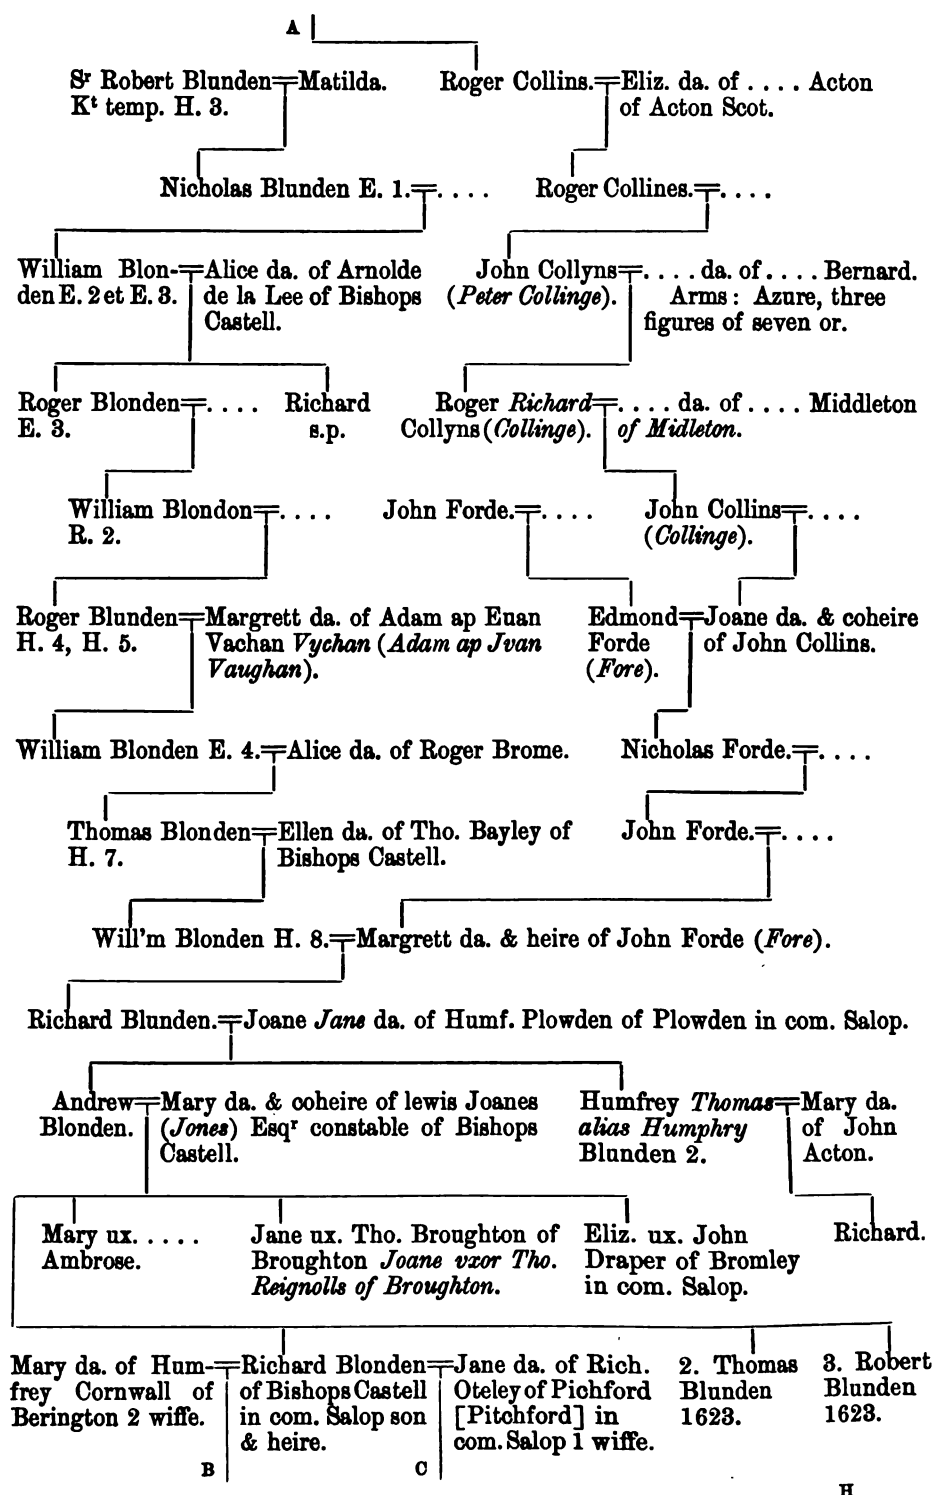 A
Sr Robert Blunden=Matilda. Roger Collins.=Eliz. da. of . . . . Acton
Kt temp. H. 3. of Acton Scot.
Nicholas Blunden E. 1.=. . . . Roger Collines.=. . . .
William Blon-=Alice da. of Arnolde John Collyns=. . . . da. of . . . . Bernard.
den E. 2 et E. 3. de la Lee of Bishops (Peter Collinge). Arms: Azure, three
Castell. figures of seven or.
Roger Blonden=. . . . Richard Roger Richard=. . . . da. of . . . . Middleton
E. 3. s.p. Collyns (Collinge). of Midleton.
William Blondon=. . . . John Forde.=. . . . John Collins=. . . .
R. 2. (Collinge).
Roger Blunden=Margrett da. of Adam ap Euan Edmond=Joane da. & coheire
H. 4, H. 5. Vachan Vychan (Adam ap Jvan Forde of John Collins.
Vaughan). (Fore).
William Blonden E. 4.=Alice da. of Roger Brome. Nicholas Forde.=. . . .
Thomas Blonden=Ellen da. of Tho. Bayley of John Forde.=. . . .
H. 7. Bishops Castell.
Will'm Blonden H. 8.=Margrett da. & heire of John Forde (Fore).
Richard Blunden.=Joane Jane da. of Humf. Plowden of Plowden in com. Salop.
Andrew=Mary da. & coheire of lewis Joanes Humfrey Thomas=Mary da.
Blonden. (Jones) Esqr constable of Bishops alias Humphry of John
Castell. Blunden 2. Acton.
Mary ux. . . . . . Jane ux. Tho. Broughton of Eliz. ux. John Richard.
Ambrose. Broughton Joane vxor Tho. Draper of Bromley
Reignolls of Broughton. in com. Salop.
Mary da. of Hum-=Richard Blonden=Jane da. of Rich. 2. Thomas 3. Robert
frey Cornwall of of Bishops Castell Oteley of Pichford Blunden Blunden
Berington 2 wiffe. in com. Salop son [Pitchford] in 1623. 1623.
& heire. com. Salop 1 wiffe.
B C
H